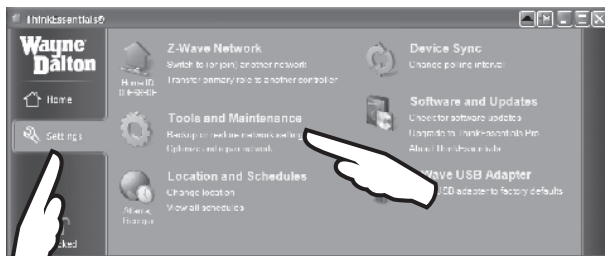 ThinkEssentials®
Wayne Dalton
Home
Settings
Z-Wave Network
Switch to (or join) another network
Transfer primary role to another controller
Home ID
Tools and Maintenance
Backup or restore network settings
Optimize and repair network
Location and Schedules
Change location
View all schedules
Device Sync
Change polling interval
Software and Updates
Check for software updates
Upgrade to ThinkEssentials Pro
About ThinkEssentials
Wave USB Adapter
adapter to factory defaults